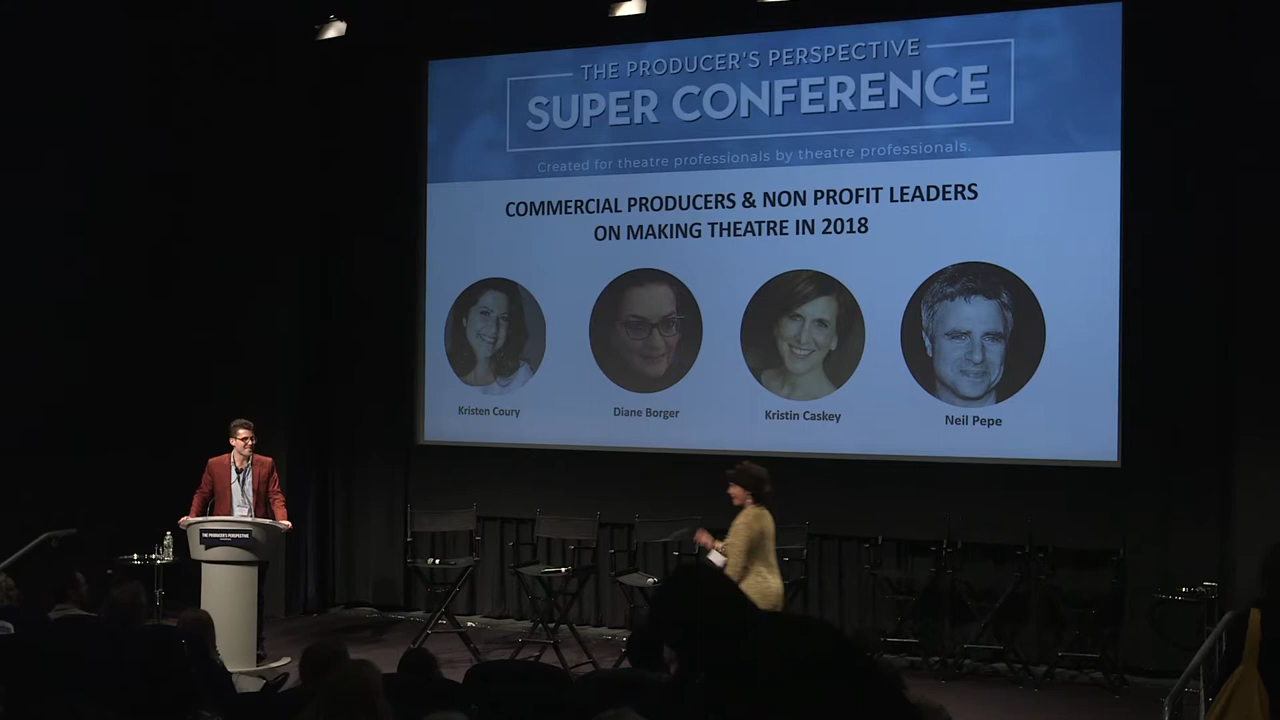 THE PRODUCER'S PERSPECTIVE
SUPER CONFERENCE
Created for theatre professionals by theatre professionals.
COMMERCIAL PRODUCERS & NON PROFIT LEADERS
ON MAKING THEATRE IN 2018
Kristen Coury
Diane Borger
Kristin Caskey
Neil Pepe
THE PRODUCER'S PERSPECTIVE